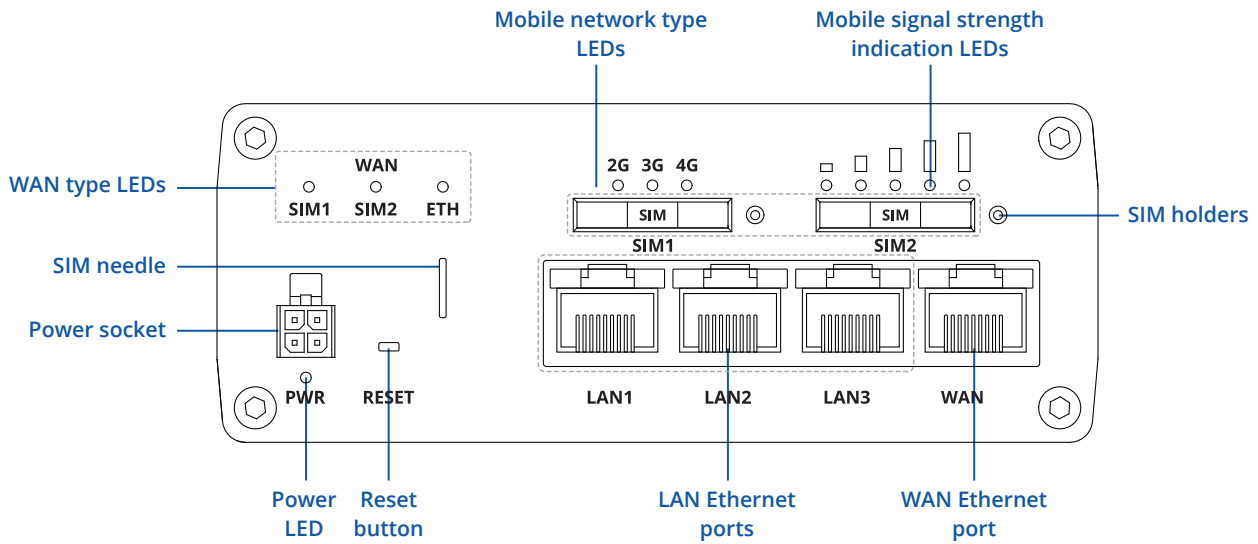 Mobile network type
LEDs
Mobile signal strength
indication LEDs
WAN
2G 3G 4G
WAN type LEDs
SIM1 SIM2 ETH
SIM
SIM
SIM holders
SIM1
SIM2
SIM needle
Power socket
PWR RESET LAN1 LAN2 LAN3 WAN
Power
LED
Reset
button
LAN Ethernet
ports
WAN Ethernet
port